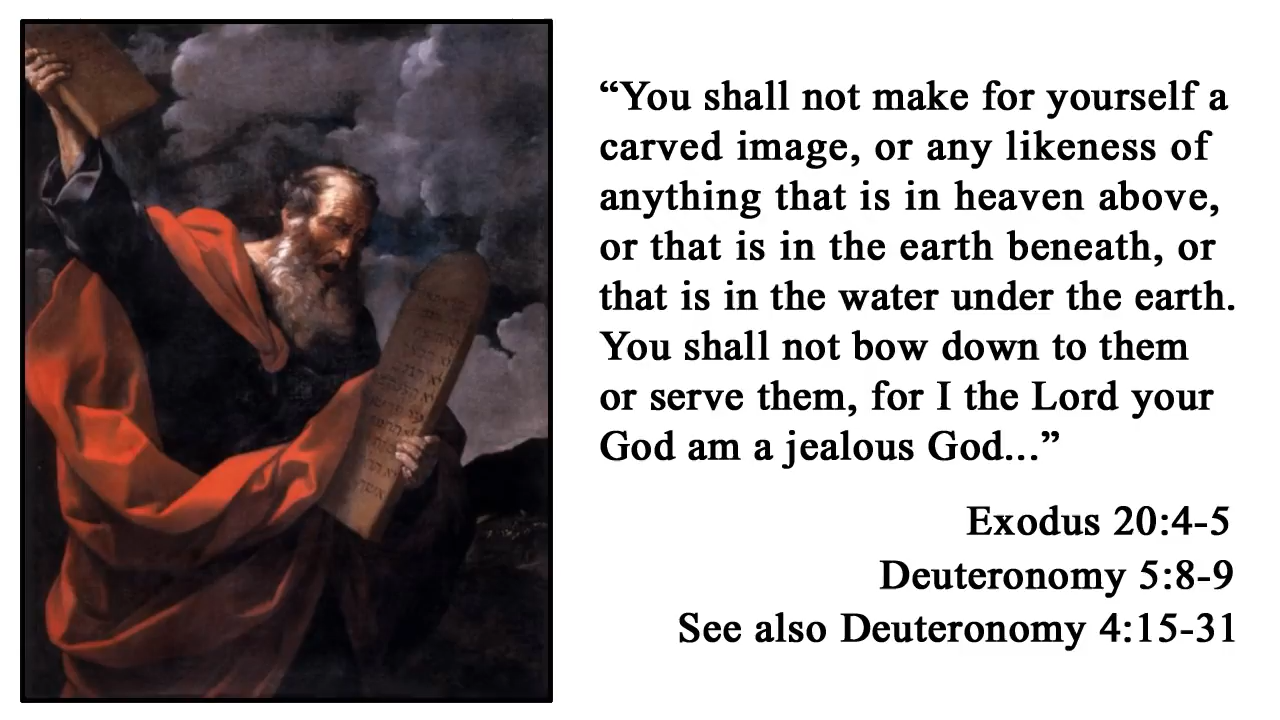 “You shall not make for yourself a
carved image, or any likeness of
anything that is in heaven above,
or that is in the earth beneath, or
that is in the water under the earth.
You shall not bow down to them
or serve them, for I the Lord your
God am a jealous God...”
Exodus 20:4-5
Deuteronomy 5:8-9
See also Deuteronomy 4:15-31